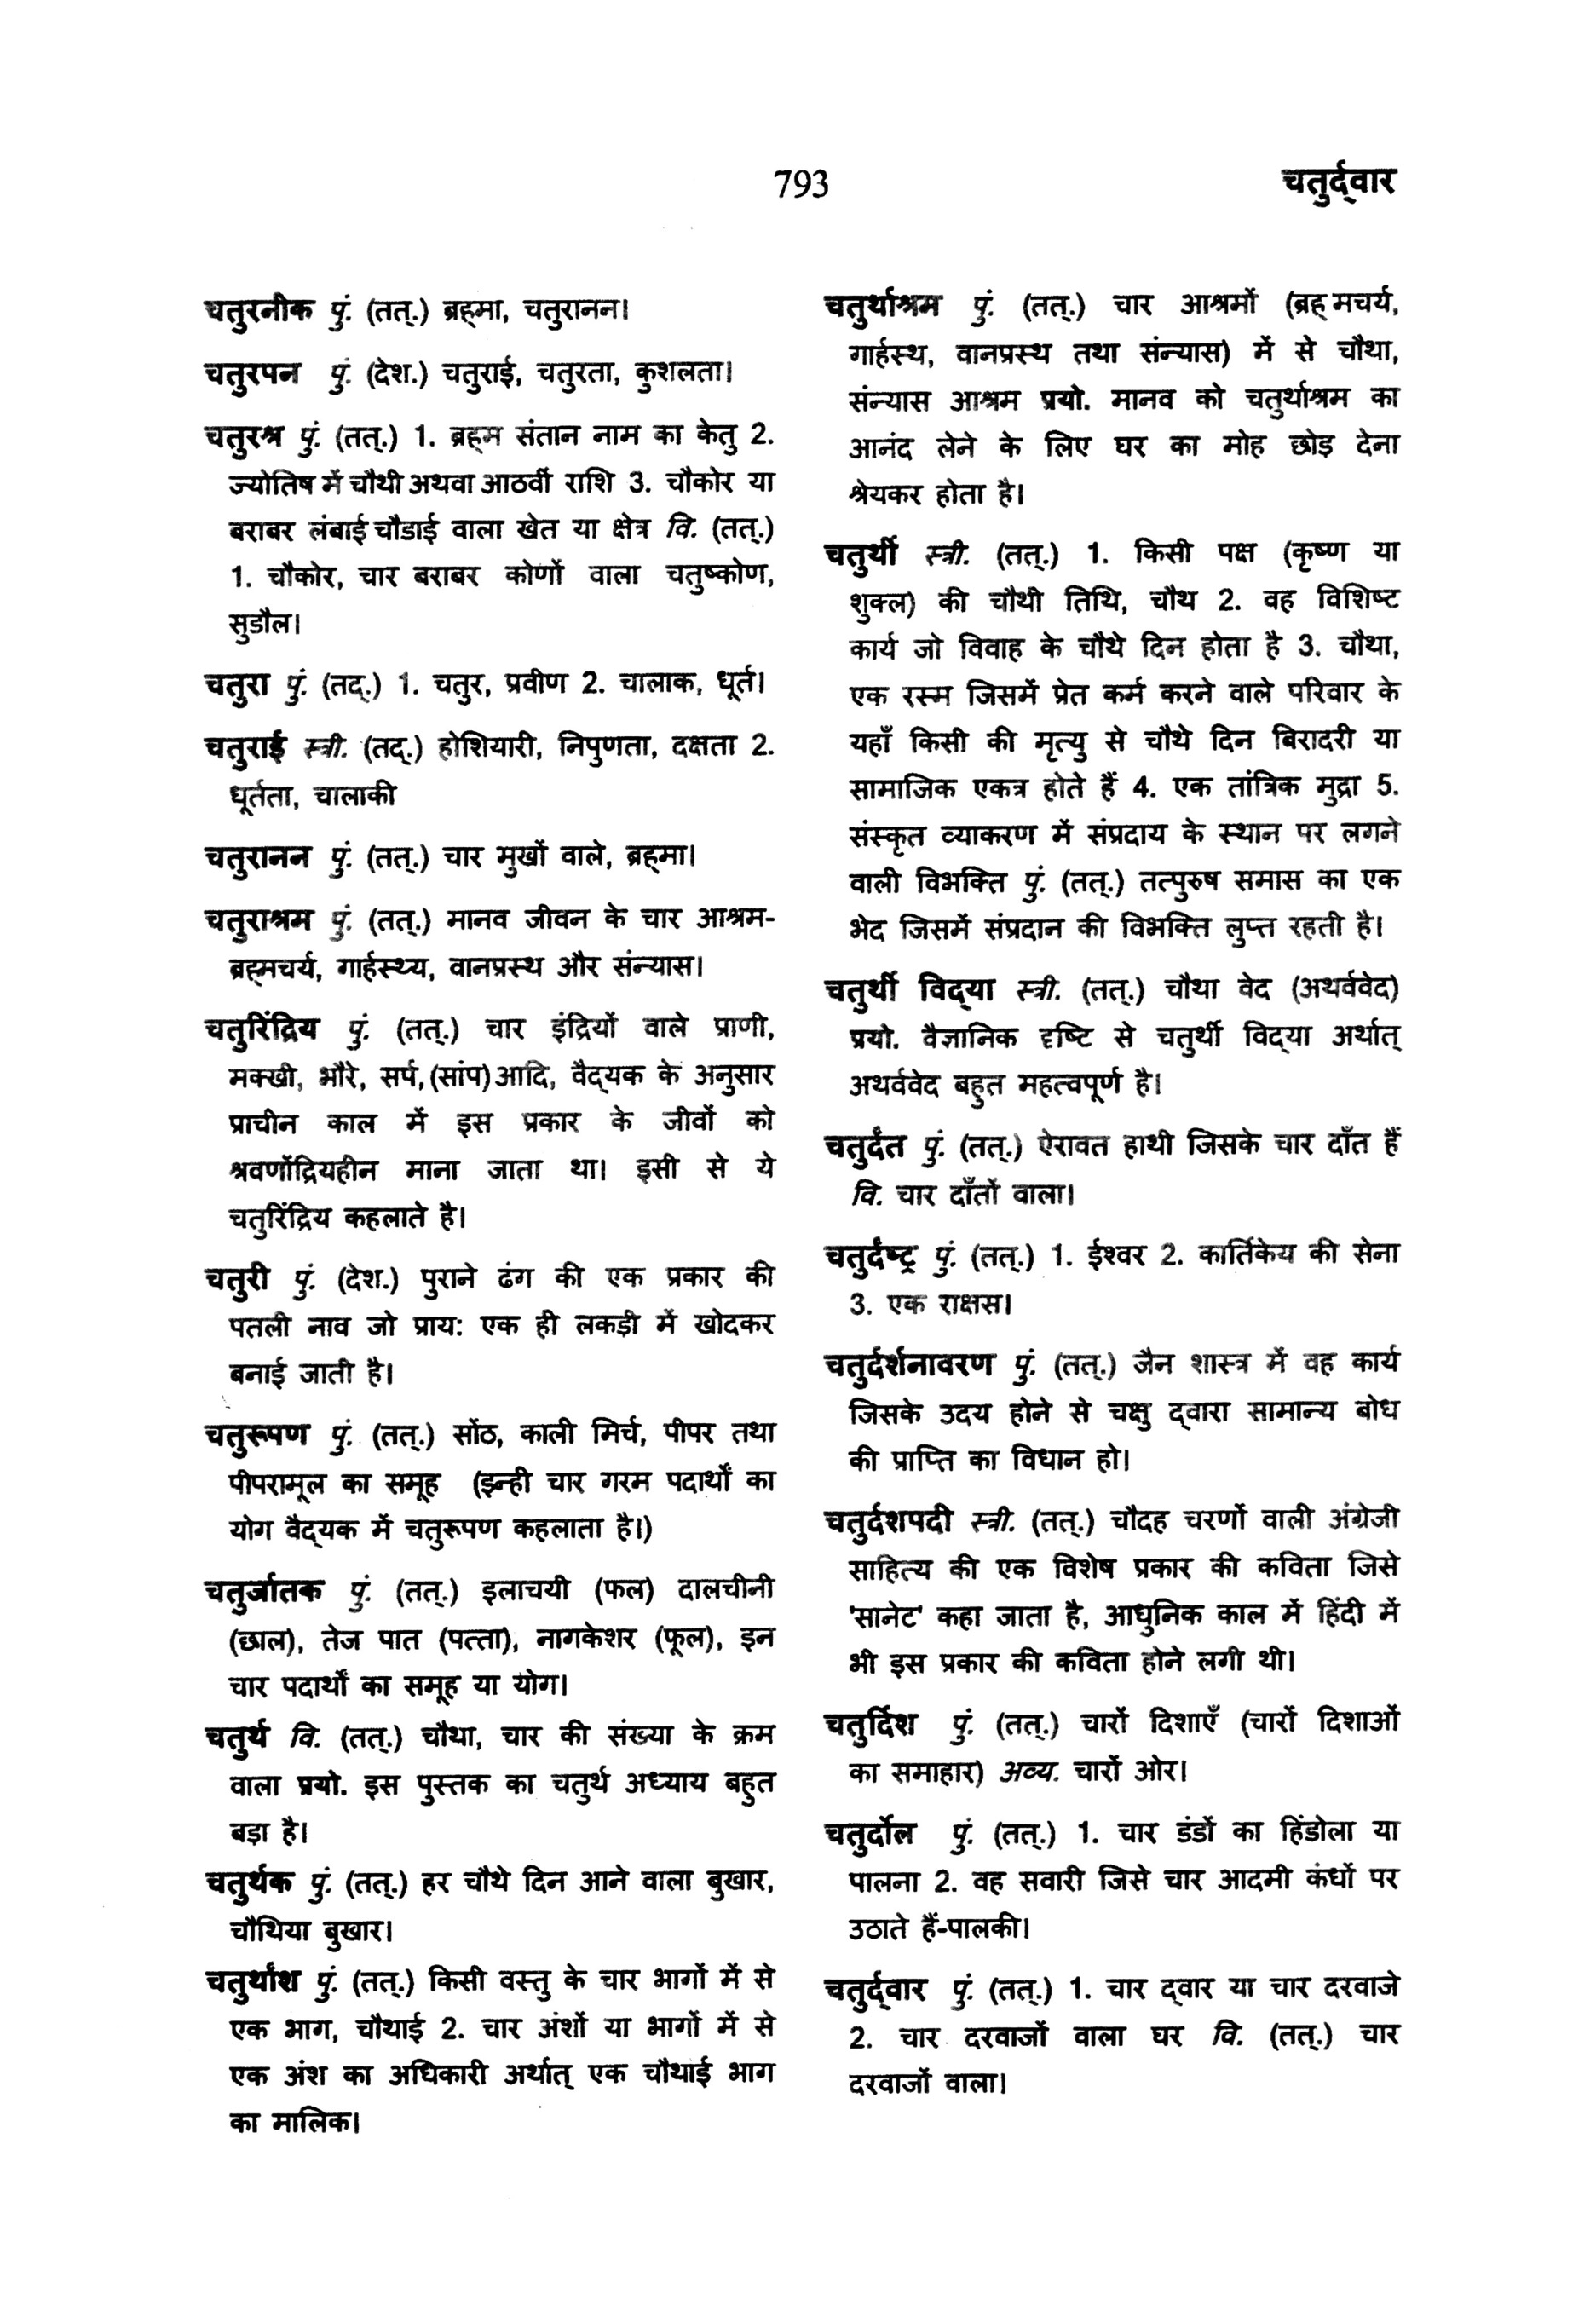 793
चतुर्द्‌वार
चतुरनीक पुं. (तत्.) ब्रह्‌मा, चतुरानन।
चतुरपन पुं. (देश.) चतुराई, चतुरता, कुशलता।
चतुरश्र पुं. (तत्.) 1. ब्रह्‌म संतान नाम का केतु 2.
ज्योतिष में चौथी अथवा आठवीं राशि 3. चौकोर या
बराबर लंबाई चौडाई वाला खेत या क्षेत्र वि. (तत्.)
1. चौकोर, चार बराबर कोणों वाला चतुष्कोण,
सुडौल।
चतुरा पुं. (तद्.) 1. चतुर, प्रवीण 2. चालाक, धूर्त।
चतुराई स्त्री. (तद्.) होशियारी, निपुणता, दक्षता 2.
धूर्तता, चालाकी
चतुरानन पुं. (तत्.) चार मुखों वाले, ब्रह्‌मा।
चतुराश्रम पुं. (तत्.) मानव जीवन के चार आश्रम-
ब्रह्‌मचर्य, गार्हस्थ्य, वानप्रस्थ और संन्यास।
चतुरिंद्रिय पुं. (तत्.) चार इंद्रियों वाले प्राणी,
मक्खी, भौरे, सर्प, (सांप) आदि, वैद्‌यक के अनुसार
प्राचीन काल में इस प्रकार के जीवों को
श्रवणेंद्रियहीन माना जाता था। इसी से ये
चतुरिंद्रिय कहलाते है।
चतुरी पुं. (देश.) पुराने ढंग की एक प्रकार की
पतली नाव जो प्राय: एक ही लकड़ी में खोदकर
बनाई जाती है।
चतुरूपण पुं. (तत्.) सोंठ, काली मिर्च, पीपर तथा
पीपरामूल का समूह (इन्ही चार गरम पदार्थों का
योग वैद्‌यक में चतुरूपण कहलाता है।)
चतुर्जातक पुं. (तत्.) इलाचयी (फल) दालचीनी
(छाल), तेज पात (पत्ता), नागकेशर (फूल), इन
चार पदार्थों का समूह या योग।
चतुर्थ वि. (तत्.) चौथा, चार की संख्या के क्रम
वाला प्रयो. इस पुस्तक का चतुर्थ अध्याय बहुत
बड़ा है।
चतुर्थक पुं. (तत्.) हर चौथे दिन आने वाला बुखार,
चौथिया बुखार।
चतुर्थांश पुं. (तत्.) किसी वस्तु के चार भागों में से
एक भाग, चौथाई 2. चार अंशों या भागों में से
एक अंश का अधिकारी अर्थात् एक चौथाई भाग
का मालिक।
चतुर्थाश्रम पुं. (तत्.) चार आश्रमों (ब्रह्‌मचर्य,
गार्हस्थ, वानप्रस्थ तथा संन्यास) में से चौथा,
संन्यास आश्रम प्रयो. मानव को चतुर्थाश्रम का
आनंद लेने के लिए घर का मोह छोड़ देना
श्रेयकर होता है।
चतुर्थी स्त्री. (तत्.) 1. किसी पक्ष (कृष्ण या
शुक्ल) की चौथी तिथि, चौथ 2. वह विशिष्ट
कार्य जो विवाह के चौथे दिन होता है 3. चौथा,
एक रस्म जिसमें प्रेत कर्म करने वाले परिवार के
यहाँ किसी की मृत्यु से चौथे दिन बिरादरी या
सामाजिक एकत्र होते हैं 4. एक तांत्रिक मुद्रा 5.
संस्कृत व्याकरण में संप्रदाय के स्थान पर लगने
वाली विभक्ति पुं. (तत्.) तत्पुरुष समास का एक
भेद जिसमें संप्रदान की विभक्ति लुप्त रहती है।
चतुर्थी विद्‌या स्त्री. (तत्.) चौथा वेद (अथर्ववेद)
प्रयो. वैज्ञानिक दृष्टि से चतुर्थी विद्‌या अर्थात्
अथर्ववेद बहुत महत्वपूर्ण है।
चतुर्दंत पुं. (तत्.) ऐरावत हाथी जिसके चार दाँत हैं
वि. चार दाँतों वाला।
चतुर्दंष्ट्र पुं. (तत्.) 1. ईश्वर 2. कार्तिकेय की सेना
3. एक राक्षस।
चतुर्दर्शनावरण पुं. (तत्.) जैन शास्त्र में वह कार्य
जिसके उदय होने से चक्षु द्‌वारा सामान्य बोध
की प्राप्ति का विधान हो।
चतुर्दशपदी स्त्री. (तत्.) चौदह चरणों वाली अंग्रेजी
साहित्य की एक विशेष प्रकार की कविता जिसे
'सानेट' कहा जाता है, आधुनिक काल में हिंदी में
भी इस प्रकार की कविता होने लगी थी।
चतुर्दिश पुं. (तत्.) चारों दिशाएँ (चारों दिशाओं
का समाहार) अव्य. चारों ओर।
चतुर्दोल पुं. (तत्.) 1. चार डंडों का हिंडोला या
पालना 2. वह सवारी जिसे चार आदमी कंधों पर
उठाते हैं-पालकी।
चतुर्द्‌वार पुं. (तत्.) 1. चार द्‌वार या चार दरवाजे
2. चार दरवाजों वाला घर वि. (तत्.) चार
दरवाजों वाला।